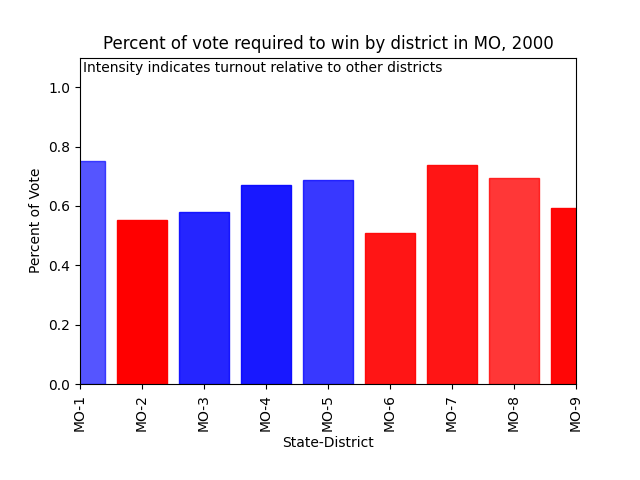 Percent of vote required to win by district in MO, 2000
Intensity indicates turnout relative to other districts
1.0
0.8
0.6
0.4
0.2
0.0
Percent of Vote
MO-1
MO-2
MO-3
MO-4
MO-5
MO-6
MO-7
MO-8
MO-9
State-District